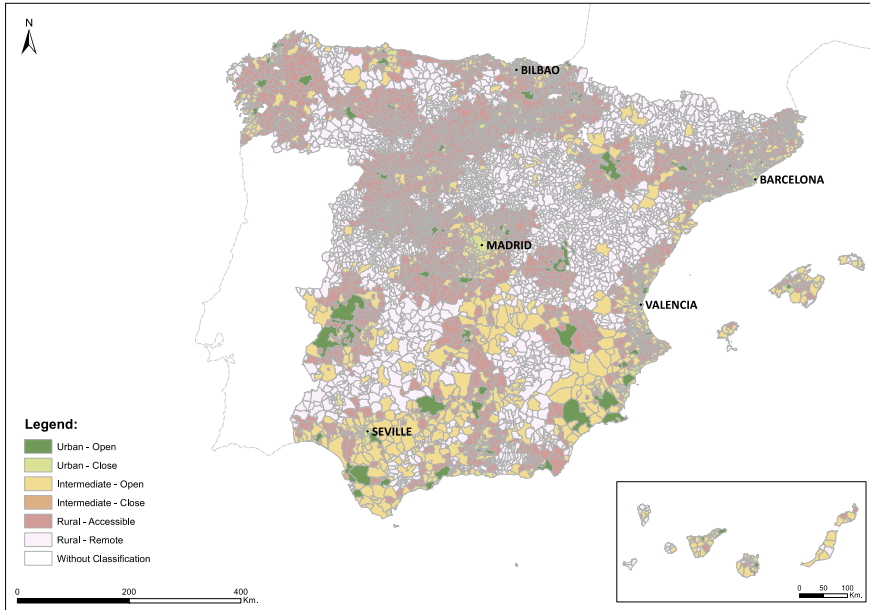 N
BILBAO
BARCELONA
MADRID
VALENCIA
SEVILLE
Legend:
Urban - Open
Urban - Close
Intermediate - Open
Intermediate - Close
Rural - Accessible
Rural - Remote
Without Classification
0 200 400
Km.
0 50 100
Km.